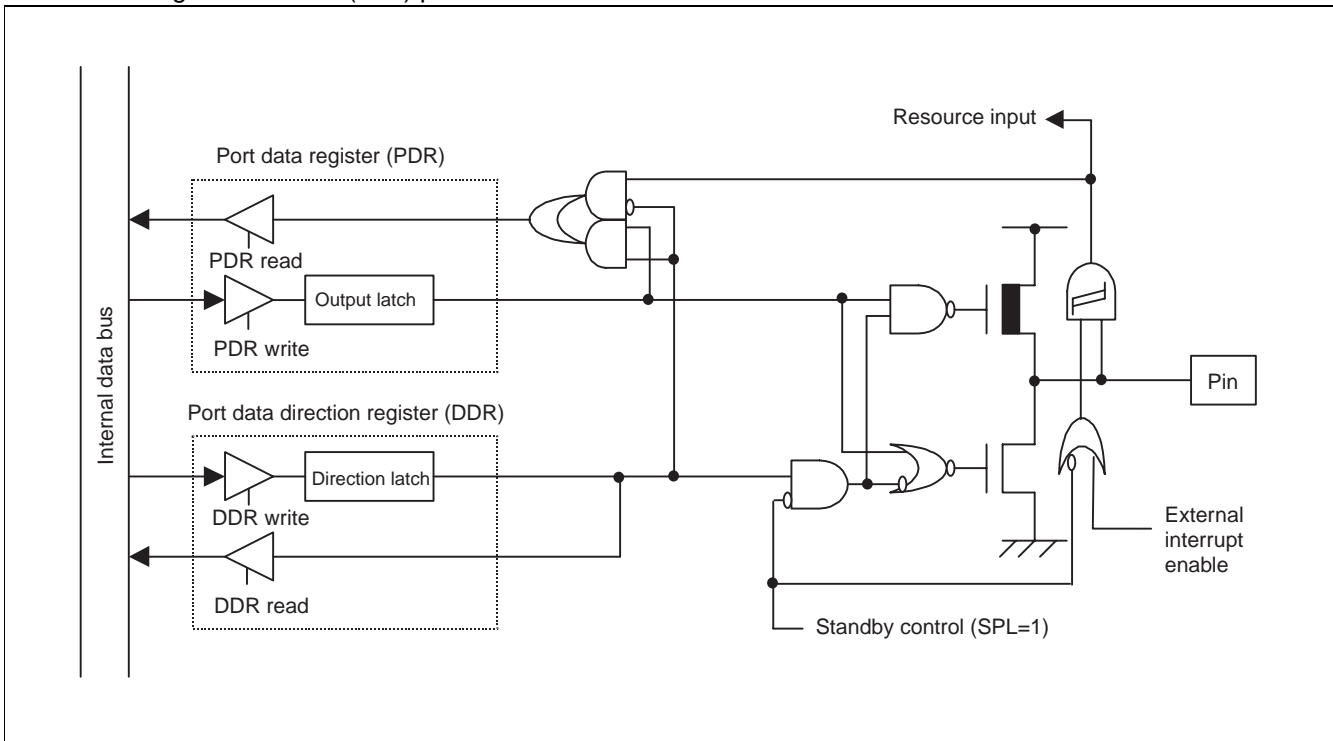 Resource input
Port data register (PDR)
PDR read
Output latch
PDR write
Internal data bus
Pin
Port data direction register (DDR)
Direction latch
DDR write
DDR read
External
interrupt
enable
Standby control (SPL=1)